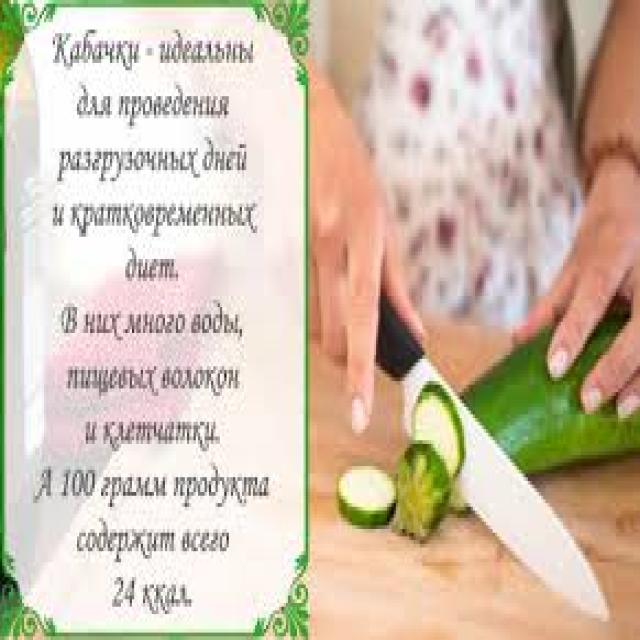 Кабачки - идеальны
для проведения
разгрузочных дней
и кратковременных
диет.
В них много воды,
пищевых волокон
и клетчатки.
А 100 грамм продукта
содержит всего
24 ккал.